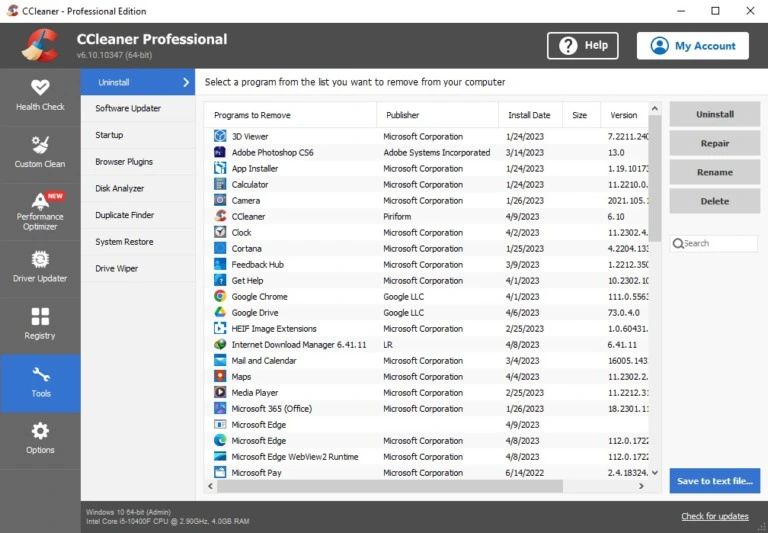 CCleaner - Professional Edition
CCleaner Professional
v6.10.10347 (64-bit)
Help
My Account
Health Check
Custom Clean
NEW
Performance
Optimizer
Driver Updater
Registry
Tools
Options
Uninstall
Software Updater
Startup
Browser Plugins
Disk Analyzer
Duplicate Finder
System Restore
Drive Wiper
Select a program from the list you want to remove from your computer
Programs to Remove Publisher Install Date Size Version
3D Viewer Microsoft Corporation 1/24/2023 7.2211.240
Adobe Photoshop CS6 Adobe Systems Incorporated 3/14/2023 13.0
App Installer Microsoft Corporation 1/24/2023 1.19.10173
Calculator Microsoft Corporation 1/24/2023 11.2210.0.
Camera Microsoft Corporation 1/26/2023 2021.105.
CCleaner Piriform 4/9/2023 6.10
Clock Microsoft Corporation 4/2/2023 11.2302.4.
Cortana Microsoft Corporation 1/25/2023 4.2204.13
Feedback Hub Microsoft Corporation 3/9/2023 1.2212.350
Get Help Microsoft Corporation 4/1/2023 10.2302.10
Google Chrome Google LLC 4/1/2023 111.0.5563
Google Drive Google LLC 4/6/2023 73.0.4.0
HEIF Image Extensions Microsoft Corporation 2/25/2023 1.0.60431.
Internet Download Manager 6.41.11 LR 4/8/2023 6.41.11
Mail and Calendar Microsoft Corporation 3/4/2023 16005.143
Maps Microsoft Corporation 4/4/2023 11.2302.2.
Media Player Microsoft Corporation 2/25/2023 11.2212.3
Microsoft 365 (Office) Microsoft Corporation 1/26/2023 18.2301.1
Microsoft Edge 4/9/2023
Microsoft Edge Microsoft Corporation 4/8/2023 112.0.1722
Microsoft Edge WebView2 Runtime Microsoft Corporation 4/8/2023 112.0.1722
Microsoft Pay Microsoft Corporation 6/14/2022 2.4.18324.
Uninstall
Repair
Rename
Delete
Search
Save to text file...
Windows 10 64-bit (Admin)
Intel Core i5-10400F CPU @ 2.90GHz, 4.0GB RAM
Check for updates